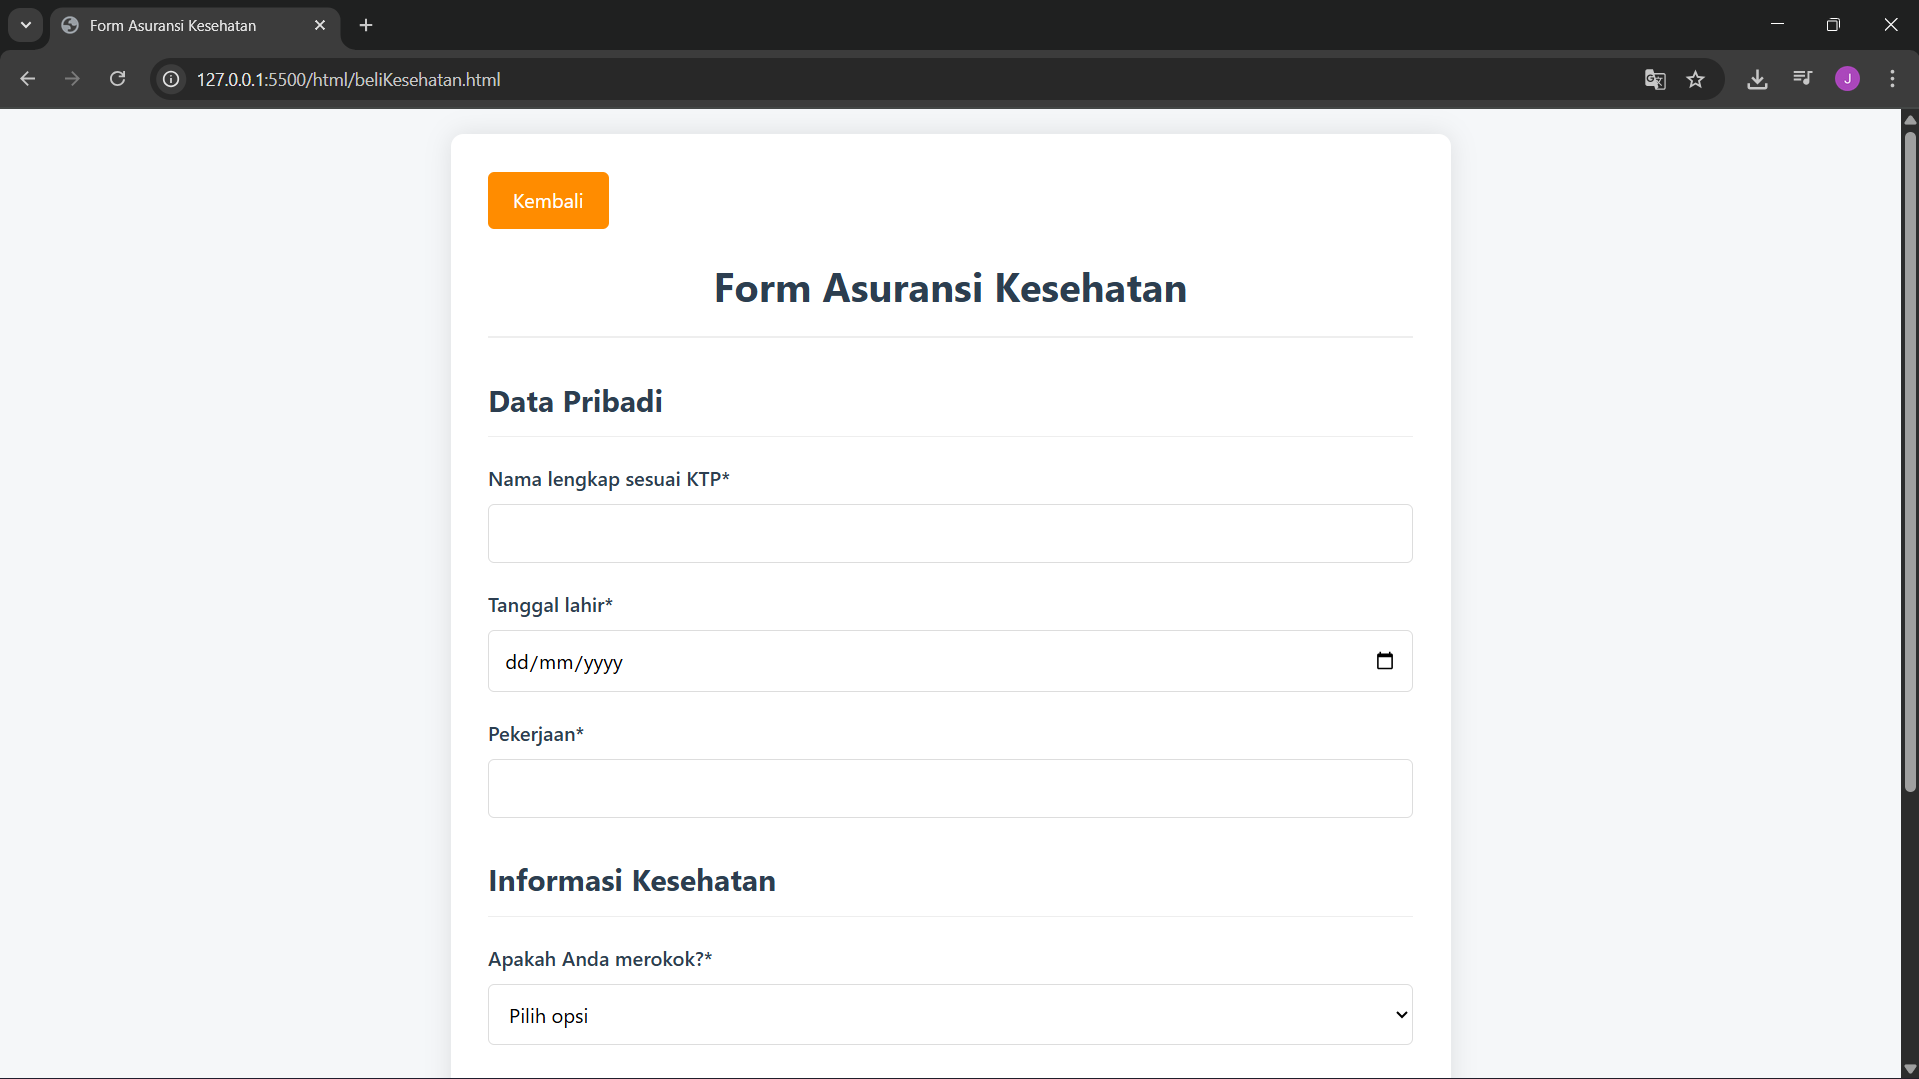 Form Asuransi Kesehatan
127.0.0.1:5500/html/beliKesehatan.html
J
Kembali
Form Asuransi Kesehatan
Data Pribadi
Nama lengkap sesuai KTP*
Tanggal lahir*
dd/mm/yyyy
Pekerjaan*
Informasi Kesehatan
Apakah Anda merokok?*
Pilih opsi